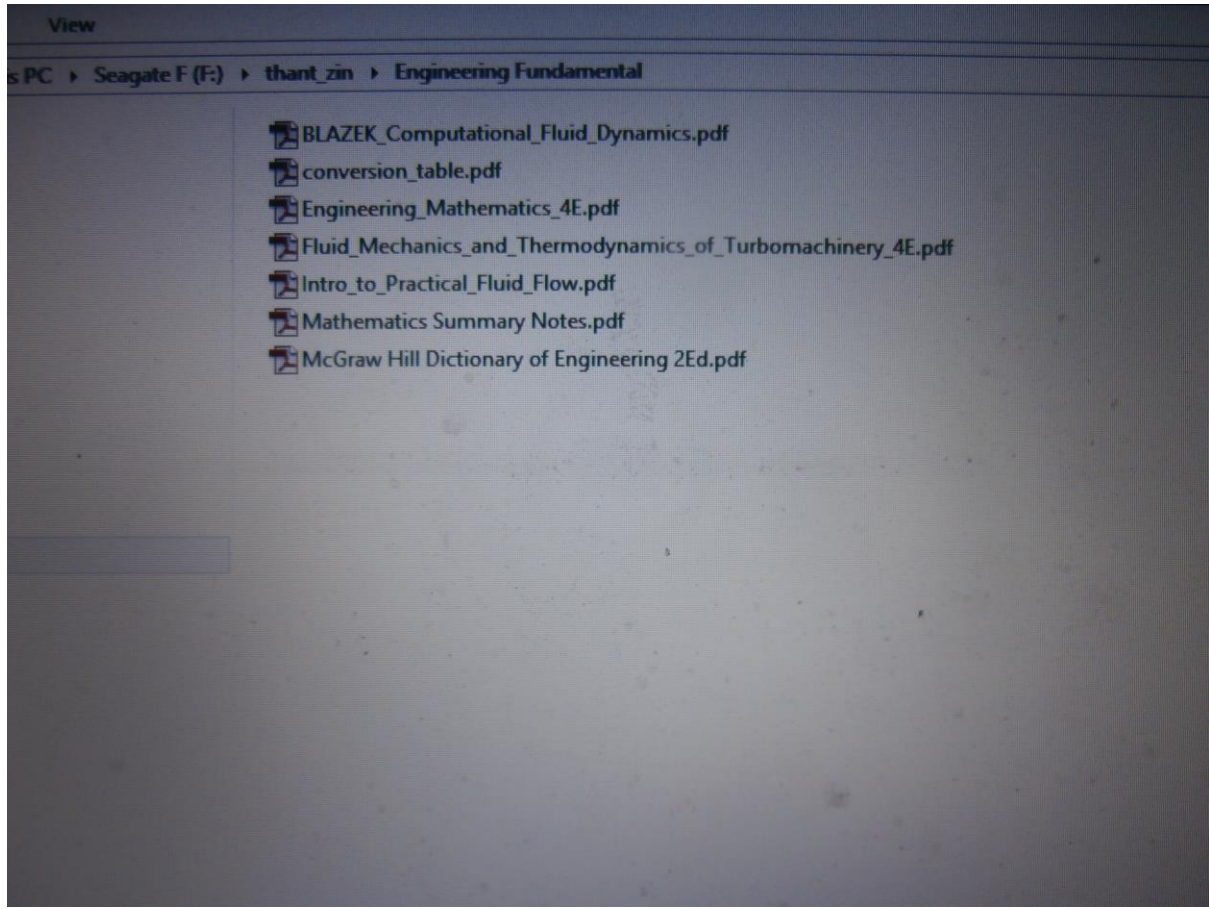 View
s PC ▸ Seagate F (F:) ▸ thant_zin ▸ Engineering Fundamental
BLAZEK_Computational_Fluid_Dynamics.pdf
conversion_table.pdf
Engineering_Mathematics_4E.pdf
Fluid_Mechanics_and_Thermodynamics_of_Turbomachinery_4E.pdf
Intro_to_Practical_Fluid_Flow.pdf
Mathematics Summary Notes.pdf
McGraw Hill Dictionary of Engineering 2Ed.pdf